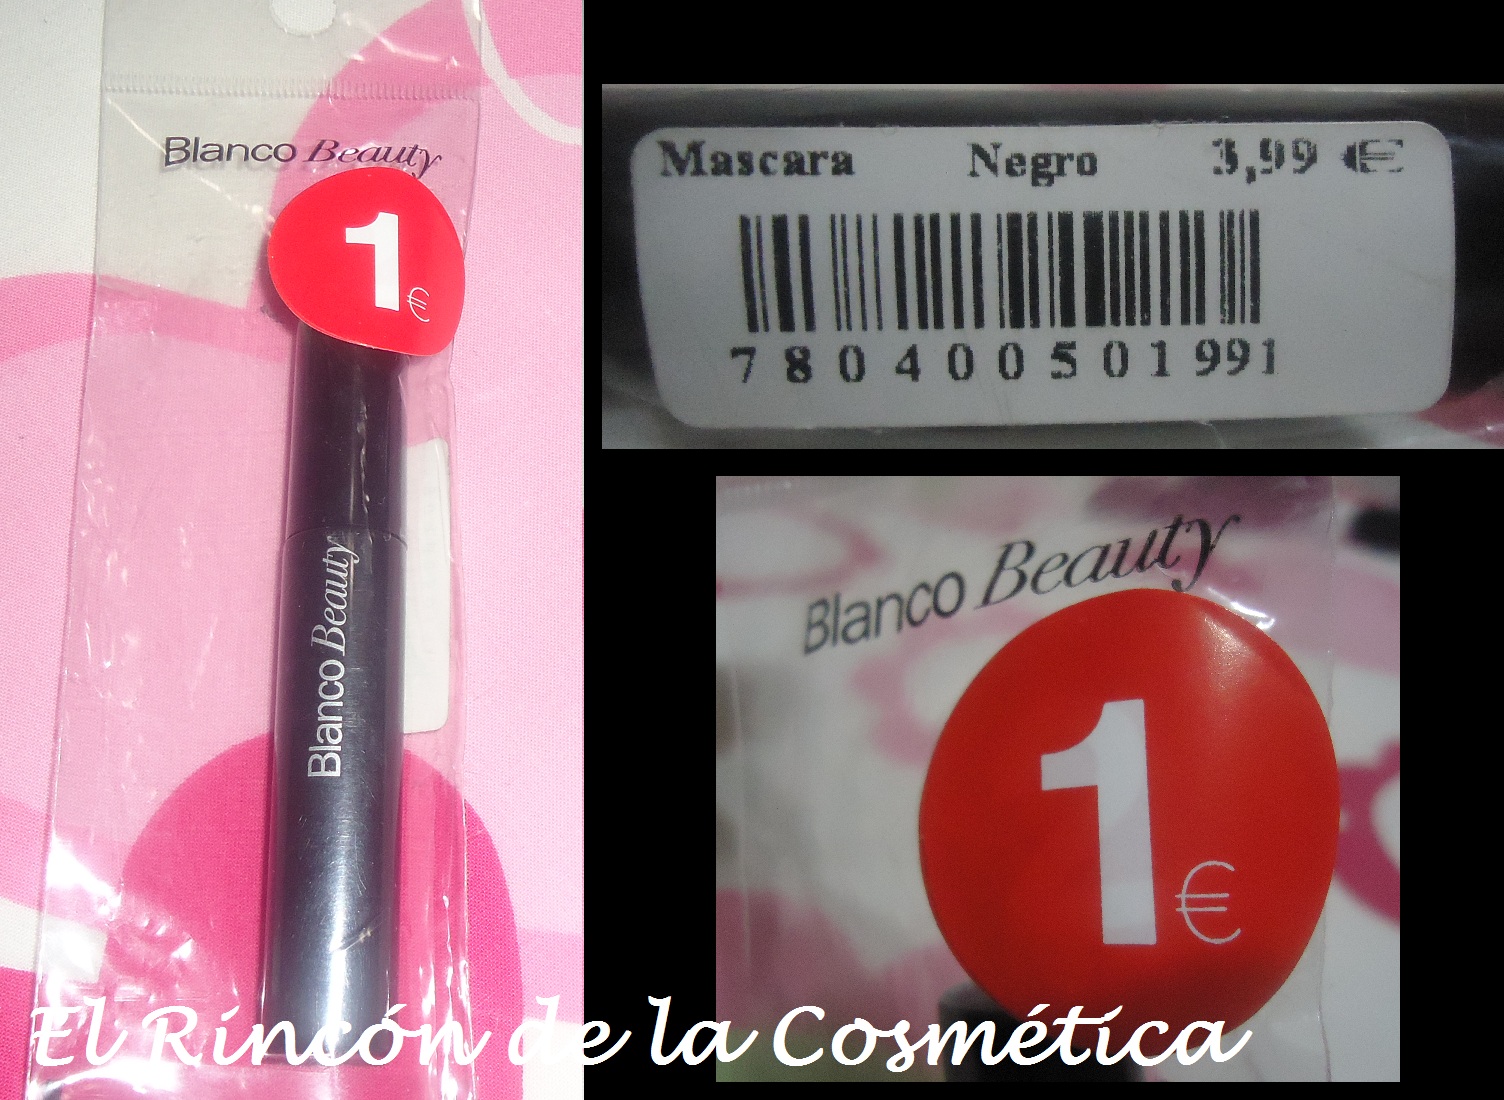 Blanco Beauty
1€
Blanco Beauty
Mascara Negro 3,99 €
780400501991
Blanco Beauty
1€
El Rincón de la Cosmética